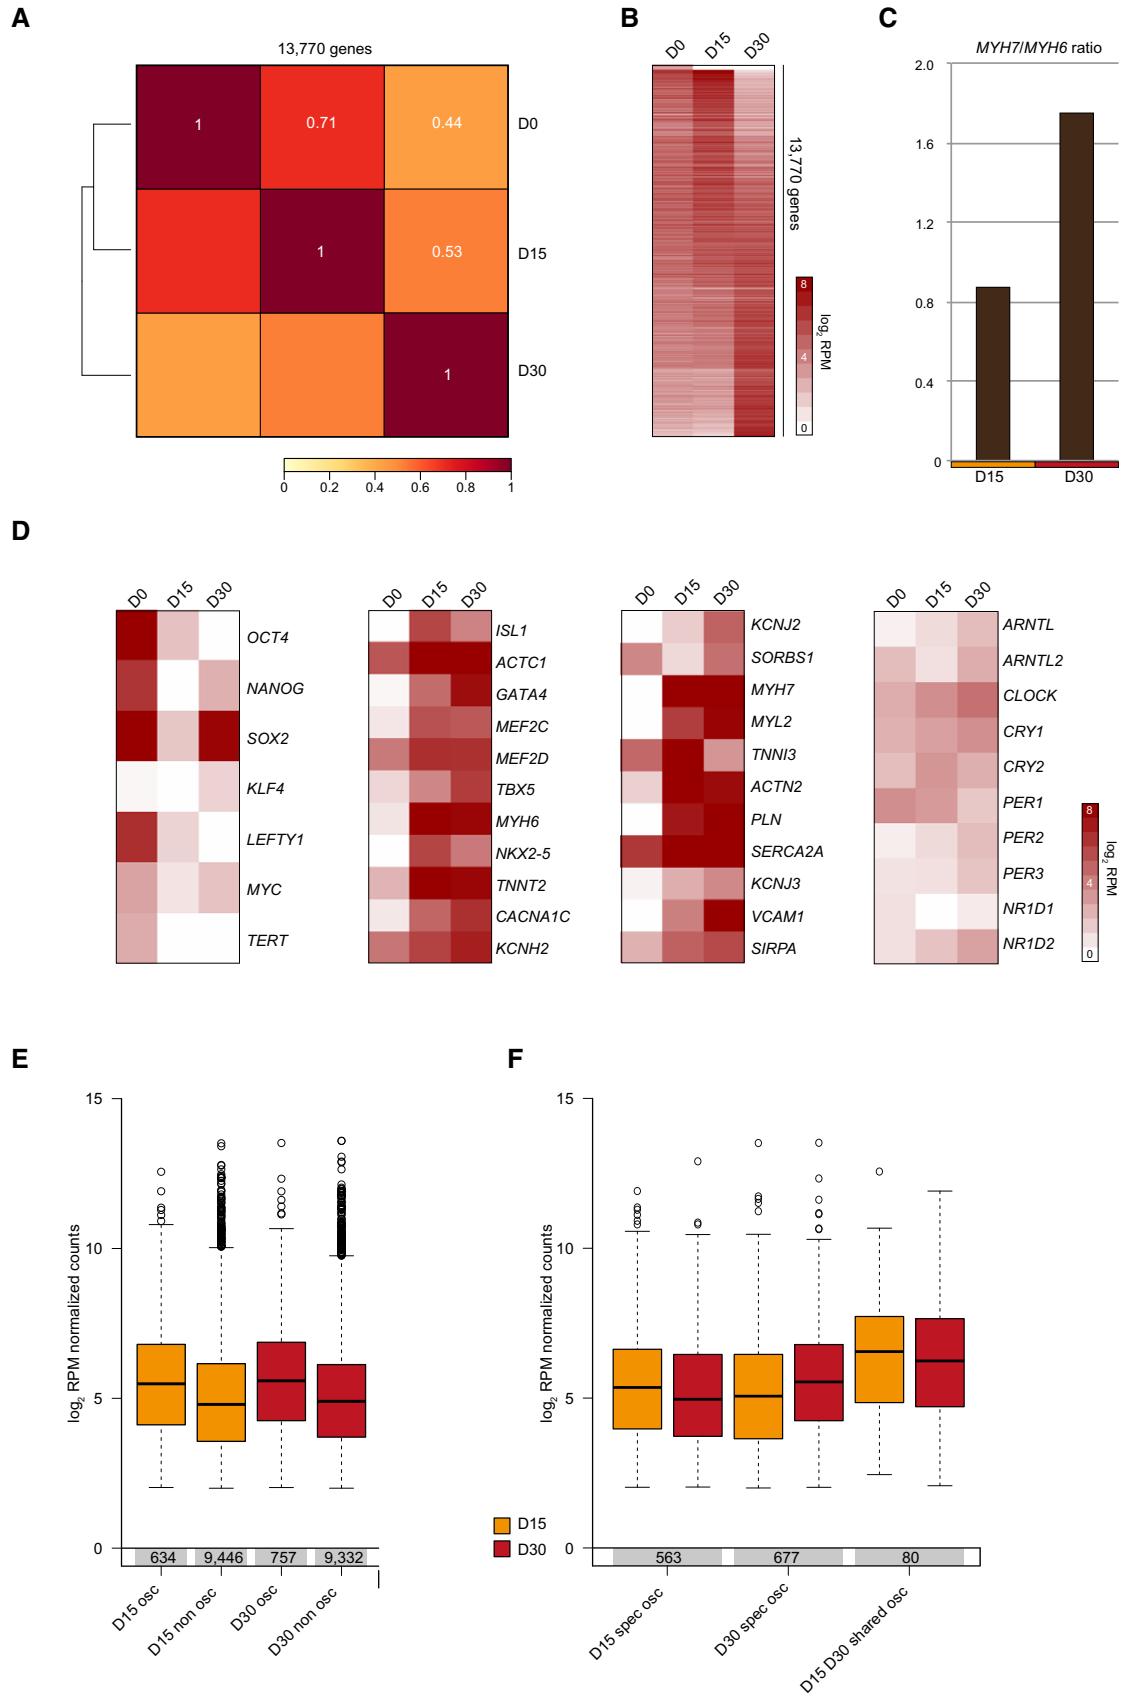 A
13,770 genes
1
0.71
0.44
D0
1
0.53
D15
1
D30
0
0.2
0.4
0.6
0.8
1
B
D0
D15
D30
13,770 genes
8
4
0
log2 RPM
C
MYH7/MYH6 ratio
2.0
1.6
1.2
0.8
0.4
0
D15
D30
D
D0
D15
D30
OCT4
NANOG
SOX2
KLF4
LEFTY1
MYC
TERT
D0
D15
D30
ISL1
ACTC1
GATA4
MEF2C
MEF2D
TBX5
MYH6
NKX2-5
TNNT2
CACNA1C
KCNH2
D0
D15
D30
KCNJ2
SORBS1
MYH7
MYL2
TNNI3
ACTN2
PLN
SERCA2A
KCNJ3
VCAM1
SIRPA
D0
D15
D30
ARNTL
ARNTL2
CLOCK
CRY1
CRY2
PER1
PER2
PER3
NR1D1
NR1D2
8
4
0
log2 RPM
E
log2 RPM normalized counts
15
10
5
0
634
9,446
757
9,332
D15 osc
D15 non osc
D30 osc
D30 non osc
D15
D30
F
log2 RPM normalized counts
15
10
5
0
563
677
80
D15 spec osc
D30 spec osc
D15 D30 shared osc